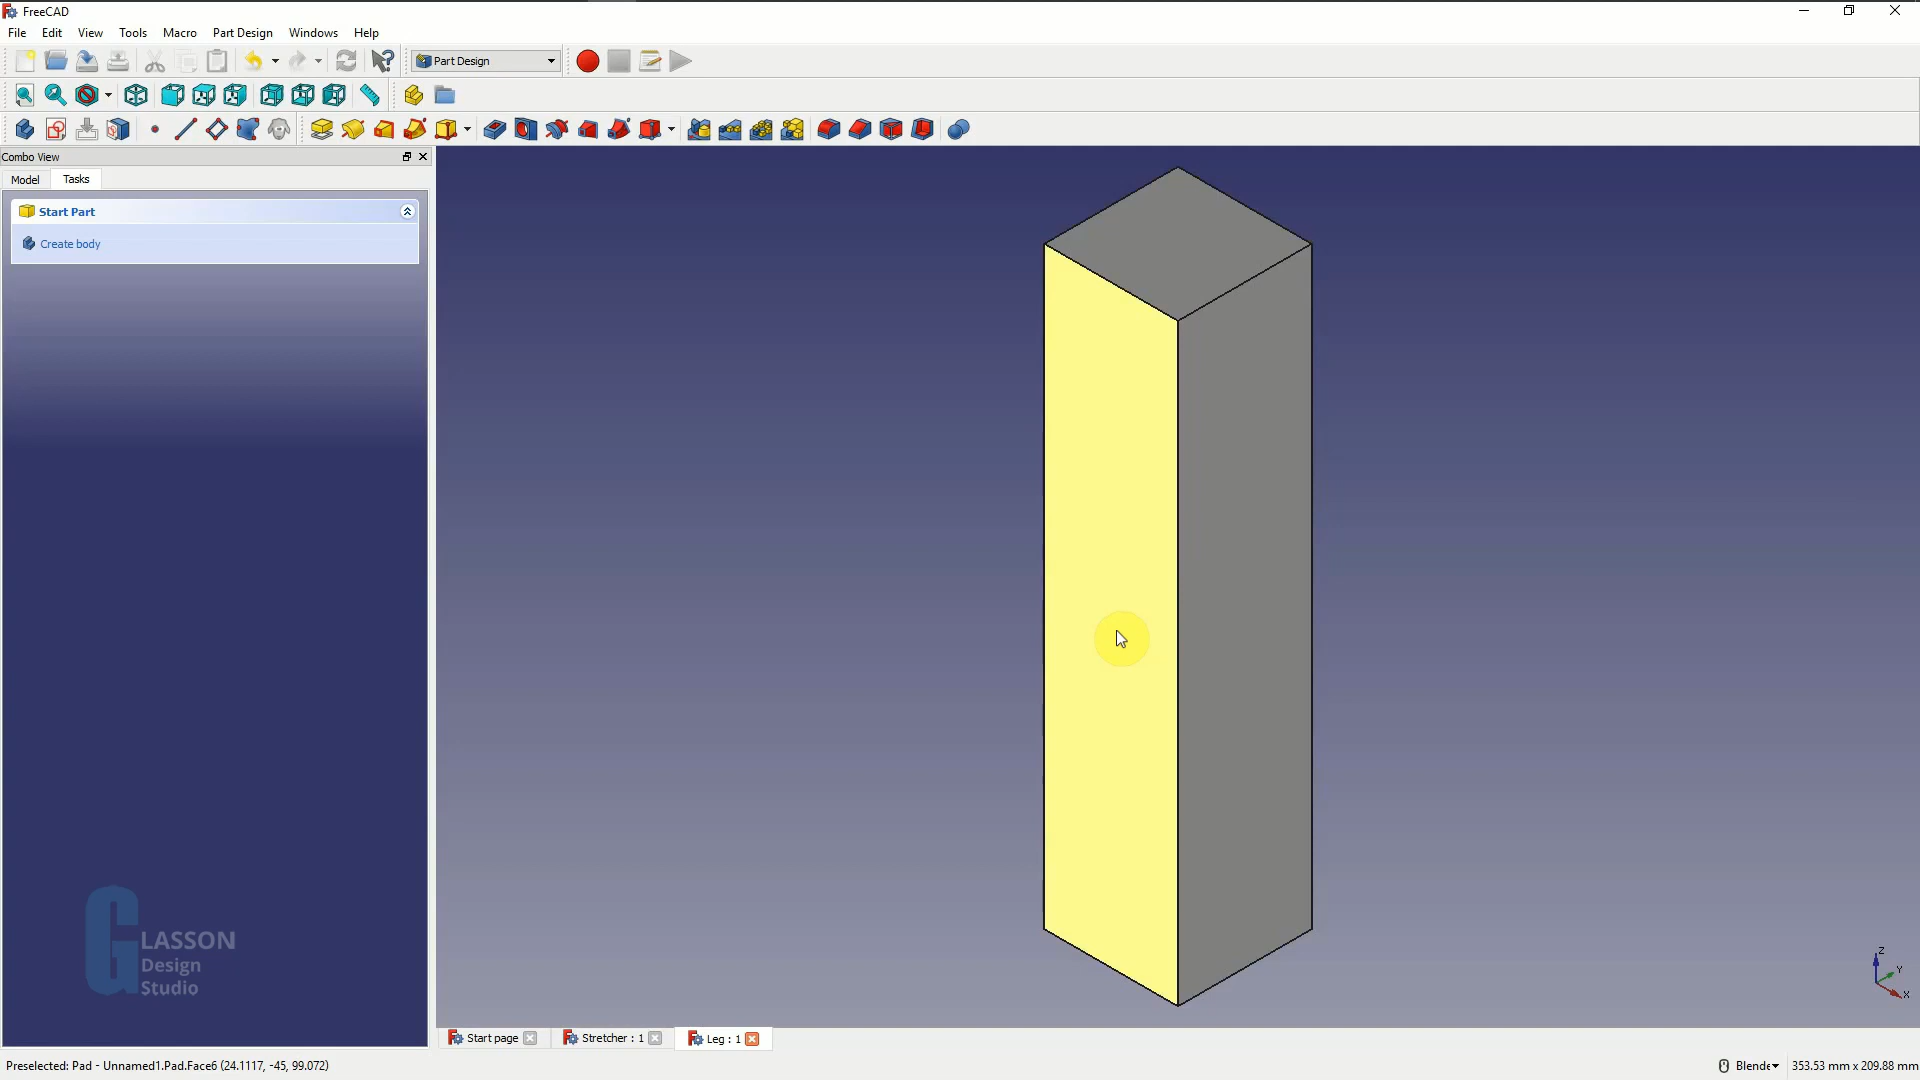 FreeCAD
File Edit View Tools Macro Part Design Windows Help
Part Design
Combo View
Model Tasks
Start Part
Create body
GLASSON
Design
Studio
Z
Y
X
Start page Stretcher : 1 Leg : 1
Preselected: Pad - Unnamed1.Pad.Face6 (24.1117, -45, 99.072) Blende 353.53 mm x 209.88 mm